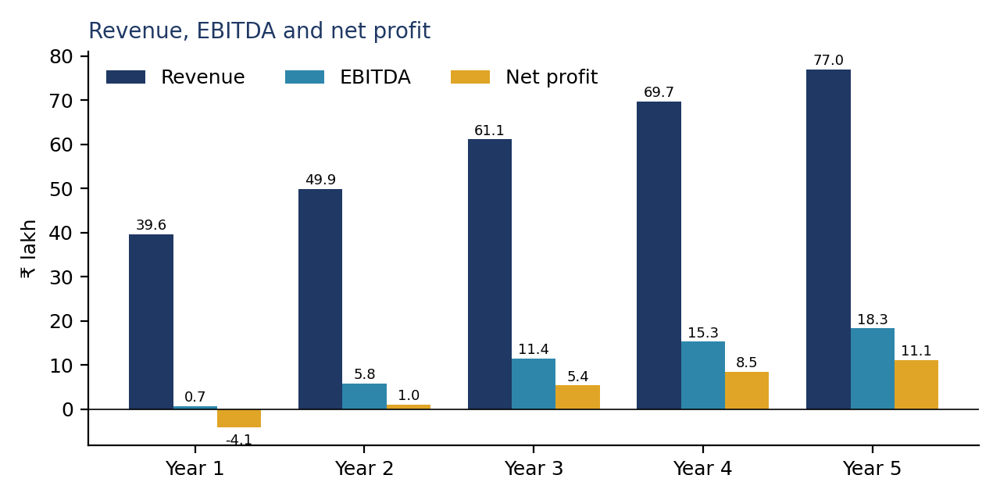 Revenue, EBITDA and net profit
Revenue EBITDA Net profit
₹ lakh
80
70
60
50
40
30
20
10
0
39.6 0.7 -4.1
49.9 5.8 1.0
61.1 11.4 5.4
69.7 15.3 8.5
77.0 18.3 11.1
Year 1 Year 2 Year 3 Year 4 Year 5